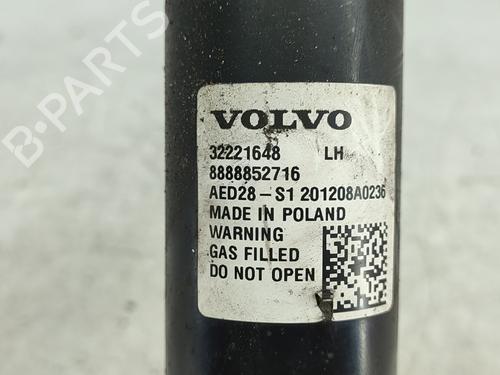 B-PARTS
VOLVO
32221648 LH
8888852716
AED28-S1 201208A0236
MADE IN POLAND
WARNING
GAS FILLED
DO NOT OPEN